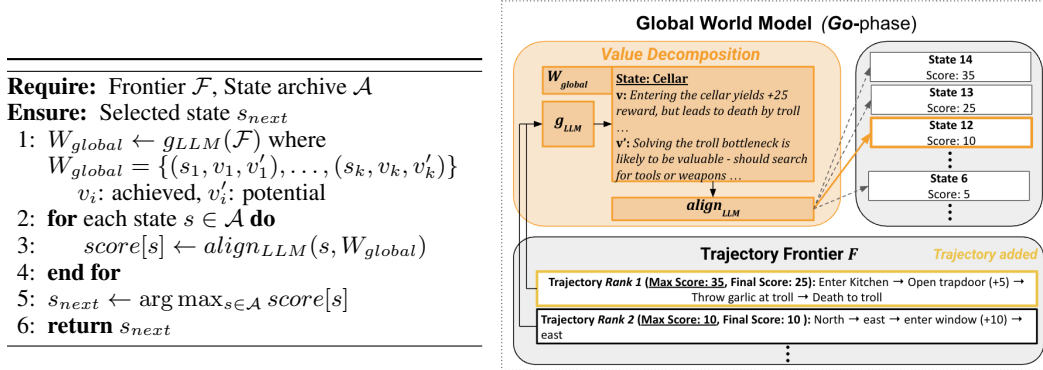 Require: Frontier F, State archive A
Ensure: Selected state s_next
1: W_global ← g_LLM(F) where
W_global = {(s_1, v_1, v′_1), . . . , (s_k, v_k, v′_k)}
v_i: achieved, v′_i: potential
2: for each state s ∈ A do
3: score[s] ← align_LLM(s, W_global)
4: end for
5: s_next ← arg max_{s∈A} score[s]
6: return s_next
Global World Model (Go-phase)
Value Decomposition
W_global
g_LLM
State: Cellar
v: Entering the cellar yields +25
reward, but leads to death by troll
...
v': Solving the troll bottleneck is
likely to be valuable - should search
for tools or weapons ...
align_LLM
State 14
Score: 35
State 13
Score: 25
State 12
Score: 10
⋮
State 6
Score: 5
⋮
Trajectory Frontier F
Trajectory added
Trajectory Rank 1 (Max Score: 35, Final Score: 25): Enter Kitchen → Open trapdoor (+5) →
Throw garlic at troll → Death to troll
Trajectory Rank 2 (Max Score: 10, Final Score: 10 ): North → east → enter window (+10) →
east
⋮